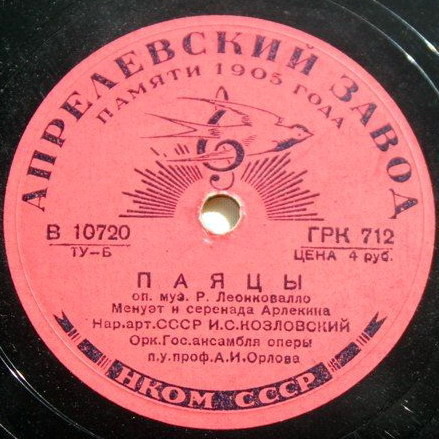 АПРЕЛЕВСКИЙ ЗАВОД
ПАМЯТИ 1905 ГОДА
В 10720
ГРК 712
ТУ-Б
ЦЕНА 4 руб.
ПАЯЦЫ
оп. муз. Р. Леонковалло
Менуэт и серенада Арлекина
Нар.арт.СССР И.С.КОЗЛОВСКИЙ
Орк.Гос.ансамбля оперы
п.у.проф.А.И.Орлова
НКОМ СССР